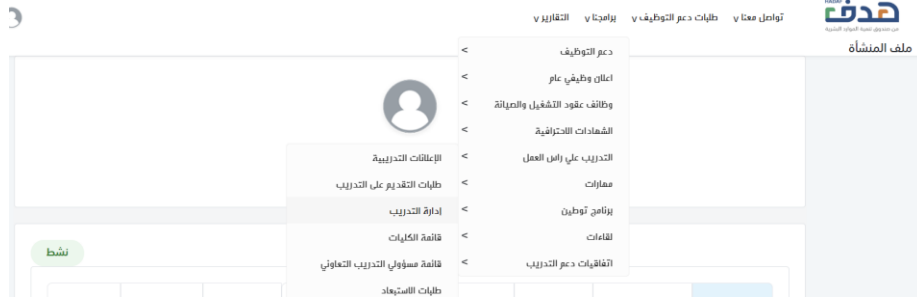 هدف
HADAF
من صندوق تنمية الموارد البشرية
تواصل معنا v طلبات دعم التوظيف v برامجنا v التقارير v
ملف المنشأة
دعم التوظيف <
اعلان وظيفي عام <
وظائف عقود التشغيل والصيانة <
الشهادات الاحترافية <
التدريب علي راس العمل <
مهارات <
برنامج توطين <
لقاءات <
اتفاقيات دعم التدريب <
الإعلانات التدريبية
طلبات التقديم على التدريب
إدارة التدريب
قائمة الكليات
قائمة مسؤولي التدريب التعاوني
طلبات الاستبعاد
نشط